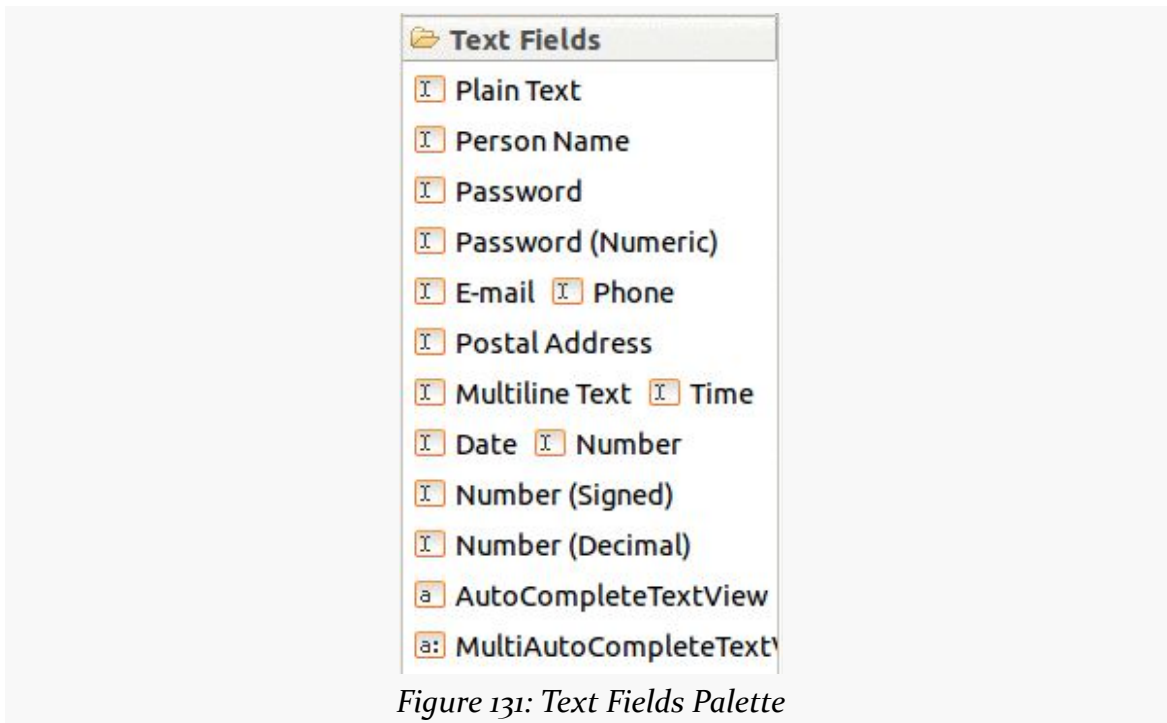 Text Fields
Plain Text
Person Name
Password
Password (Numeric)
E-mail Phone
Postal Address
Multiline Text Time
Date Number
Number (Signed)
Number (Decimal)
a AutoCompleteTextView
a: MultiAutoCompleteText
Figure 131: Text Fields Palette